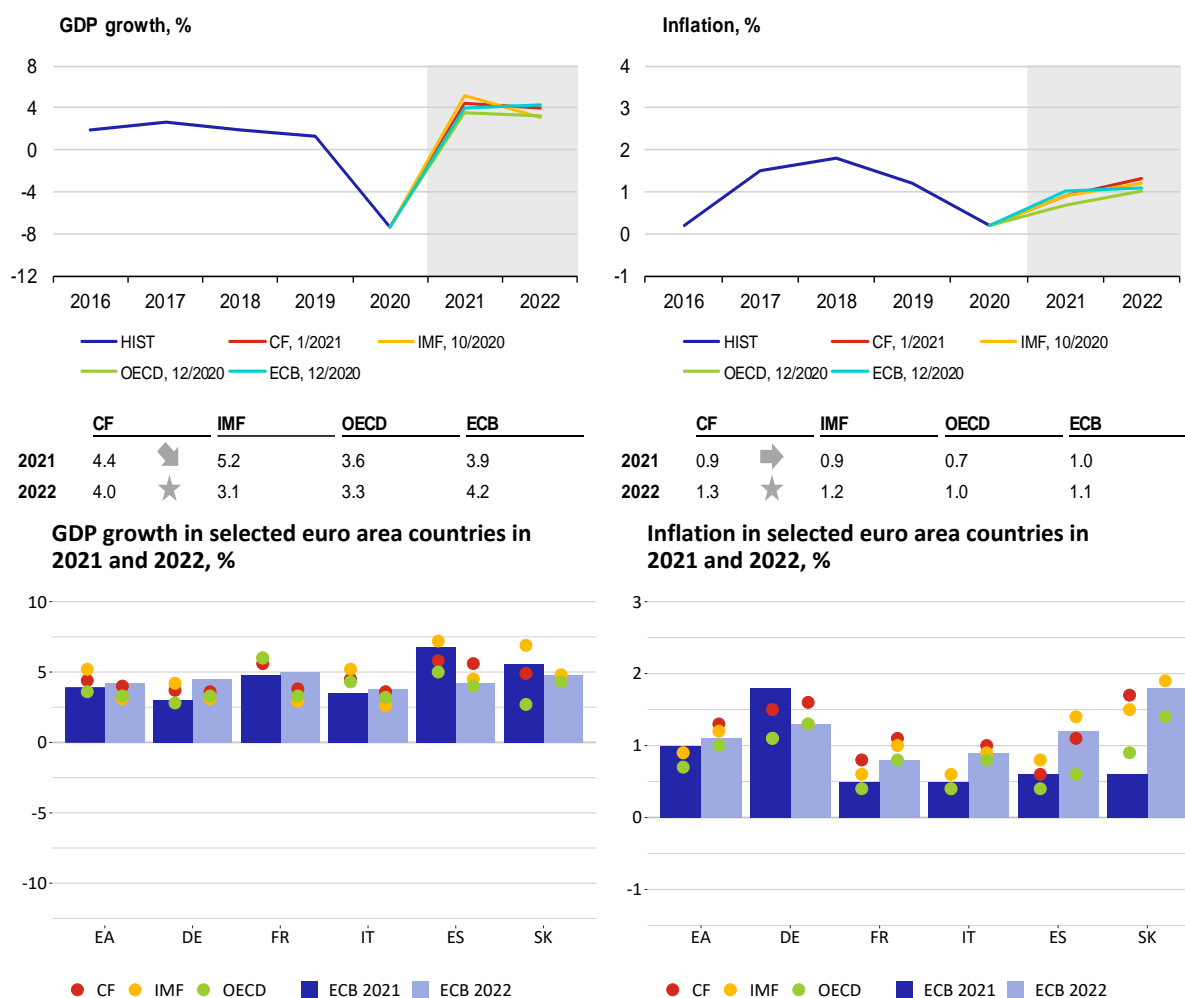 GDP growth, %
8
4
0
-4
-8
-12
2016 2017 2018 2019 2020 2021 2022
HIST CF, 1/2021 IMF, 10/2020
OECD, 12/2020 ECB, 12/2020
CF IMF OECD ECB
2021 4.4 5.2 3.6 3.9
2022 4.0 3.1 3.3 4.2
Inflation, %
4
3
2
1
0
-1
2016 2017 2018 2019 2020 2021 2022
HIST CF, 1/2021 IMF, 10/2020
OECD, 12/2020 ECB, 12/2020
CF IMF OECD ECB
2021 0.9 0.9 0.7 1.0
2022 1.3 1.2 1.0 1.1
GDP growth in selected euro area countries in
2021 and 2022, %
10
5
0
-5
-10
EA DE FR IT ES SK
CF IMF OECD ECB 2021 ECB 2022
Inflation in selected euro area countries in
2021 and 2022, %
3
2
1
0
-1
EA DE FR IT ES SK
CF IMF OECD ECB 2021 ECB 2022